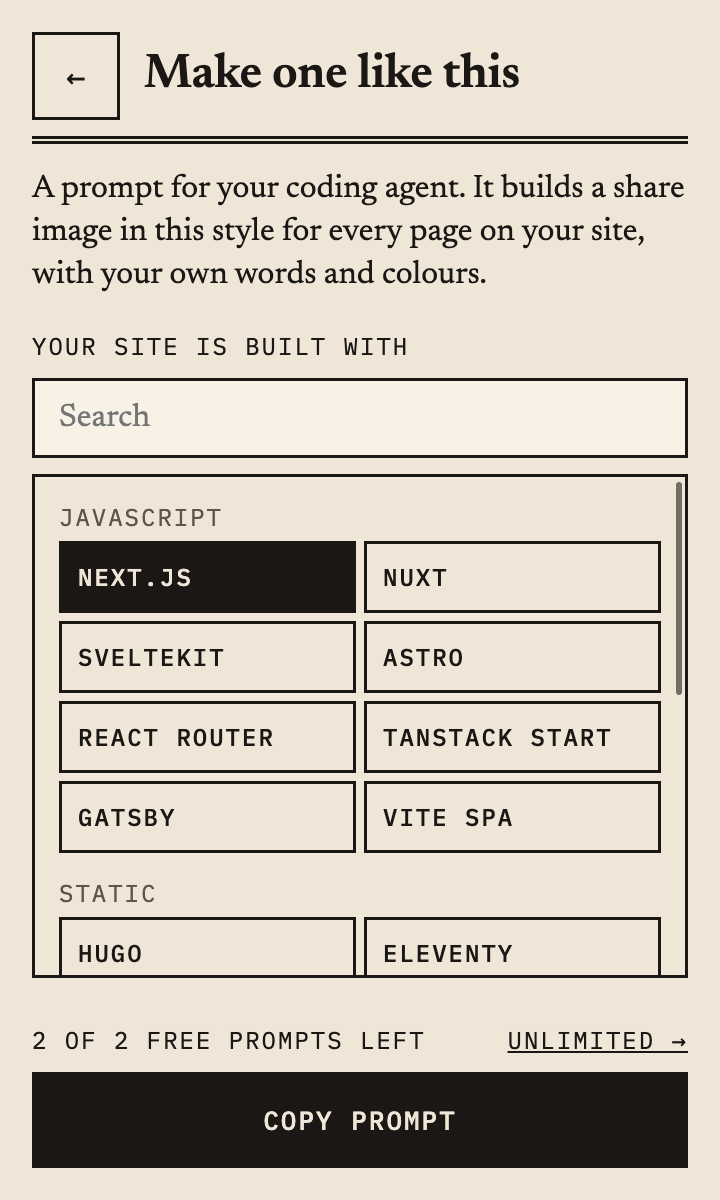 ←
Make one like this
A prompt for your coding agent. It builds a share
image in this style for every page on your site,
with your own words and colours.
YOUR SITE IS BUILT WITH
Search
JAVASCRIPT
NEXT.JS
NUXT
SVELTEKIT
ASTRO
REACT ROUTER
TANSTACK START
GATSBY
VITE SPA
STATIC
HUGO
ELEVENTY
2 OF 2 FREE PROMPTS LEFT
UNLIMITED →
COPY PROMPT